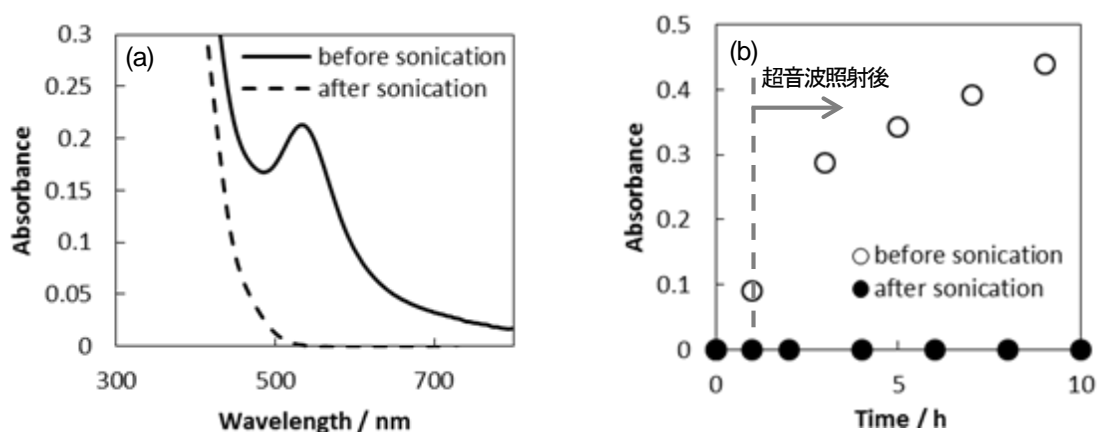 (a)
before sonication
after sonication
0.3
0.25
0.2
0.15
0.1
0.05
0
300
500
700
Absorbance
Wavelength / nm
(b)
超音波照射後
before sonication
after sonication
0.5
0.4
0.3
0.2
0.1
0
0
5
10
Absorbance
Time / h